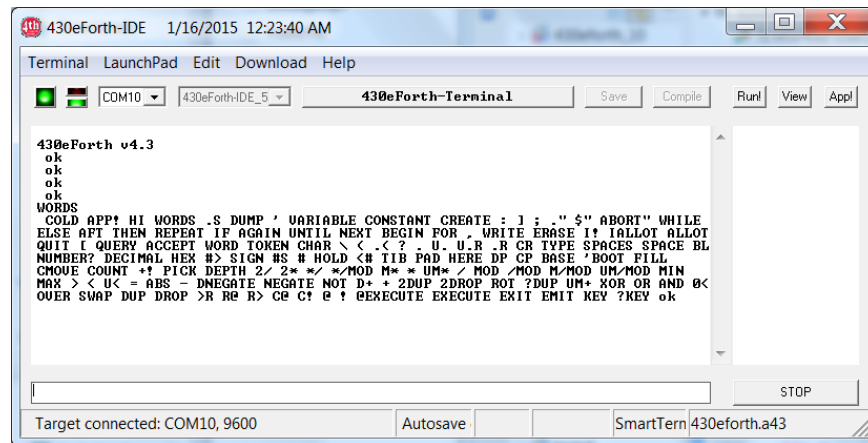 4th 430eForth-IDE 1/16/2015 12:23:40 AM
Terminal LaunchPad Edit Download Help
COM10 430eForth-IDE_5 430eForth-Terminal Save Compile Run! View App!
430eForth v4.3
ok
ok
ok
ok
WORDS
COLD APP! HI WORDS .S DUMP ' VARIABLE CONSTANT CREATE : ] ; ." $" ABORT" WHILE
ELSE AFT THEN REPEAT IF AGAIN UNTIL NEXT BEGIN FOR , WRITE ERASE I! IALLOT ALLOT
QUIT [ QUERY ACCEPT WORD TOKEN CHAR \ ( .( ? . U. U.R .R CR TYPE SPACES SPACE BL
NUMBER? DECIMAL HEX #> SIGN #S # HOLD <# TIB PAD HERE DP CP BASE 'BOOT FILL
CMOVE COUNT +! PICK DEPTH 2/ 2* */ */MOD M* * UM* / MOD /MOD M/MOD UM/MOD MIN
MAX > < U< = ABS - DNEGATE NEGATE NOT D+ + 2DUP 2DROP ROT ?DUP UM+ XOR OR AND 0<
OVER SWAP DUP DROP >R R@ R> C@ C! @ ! @EXECUTE EXECUTE EXIT EMIT KEY ?KEY ok
STOP
Target connected: COM10, 9600 Autosave SmartTern 430eforth.a43